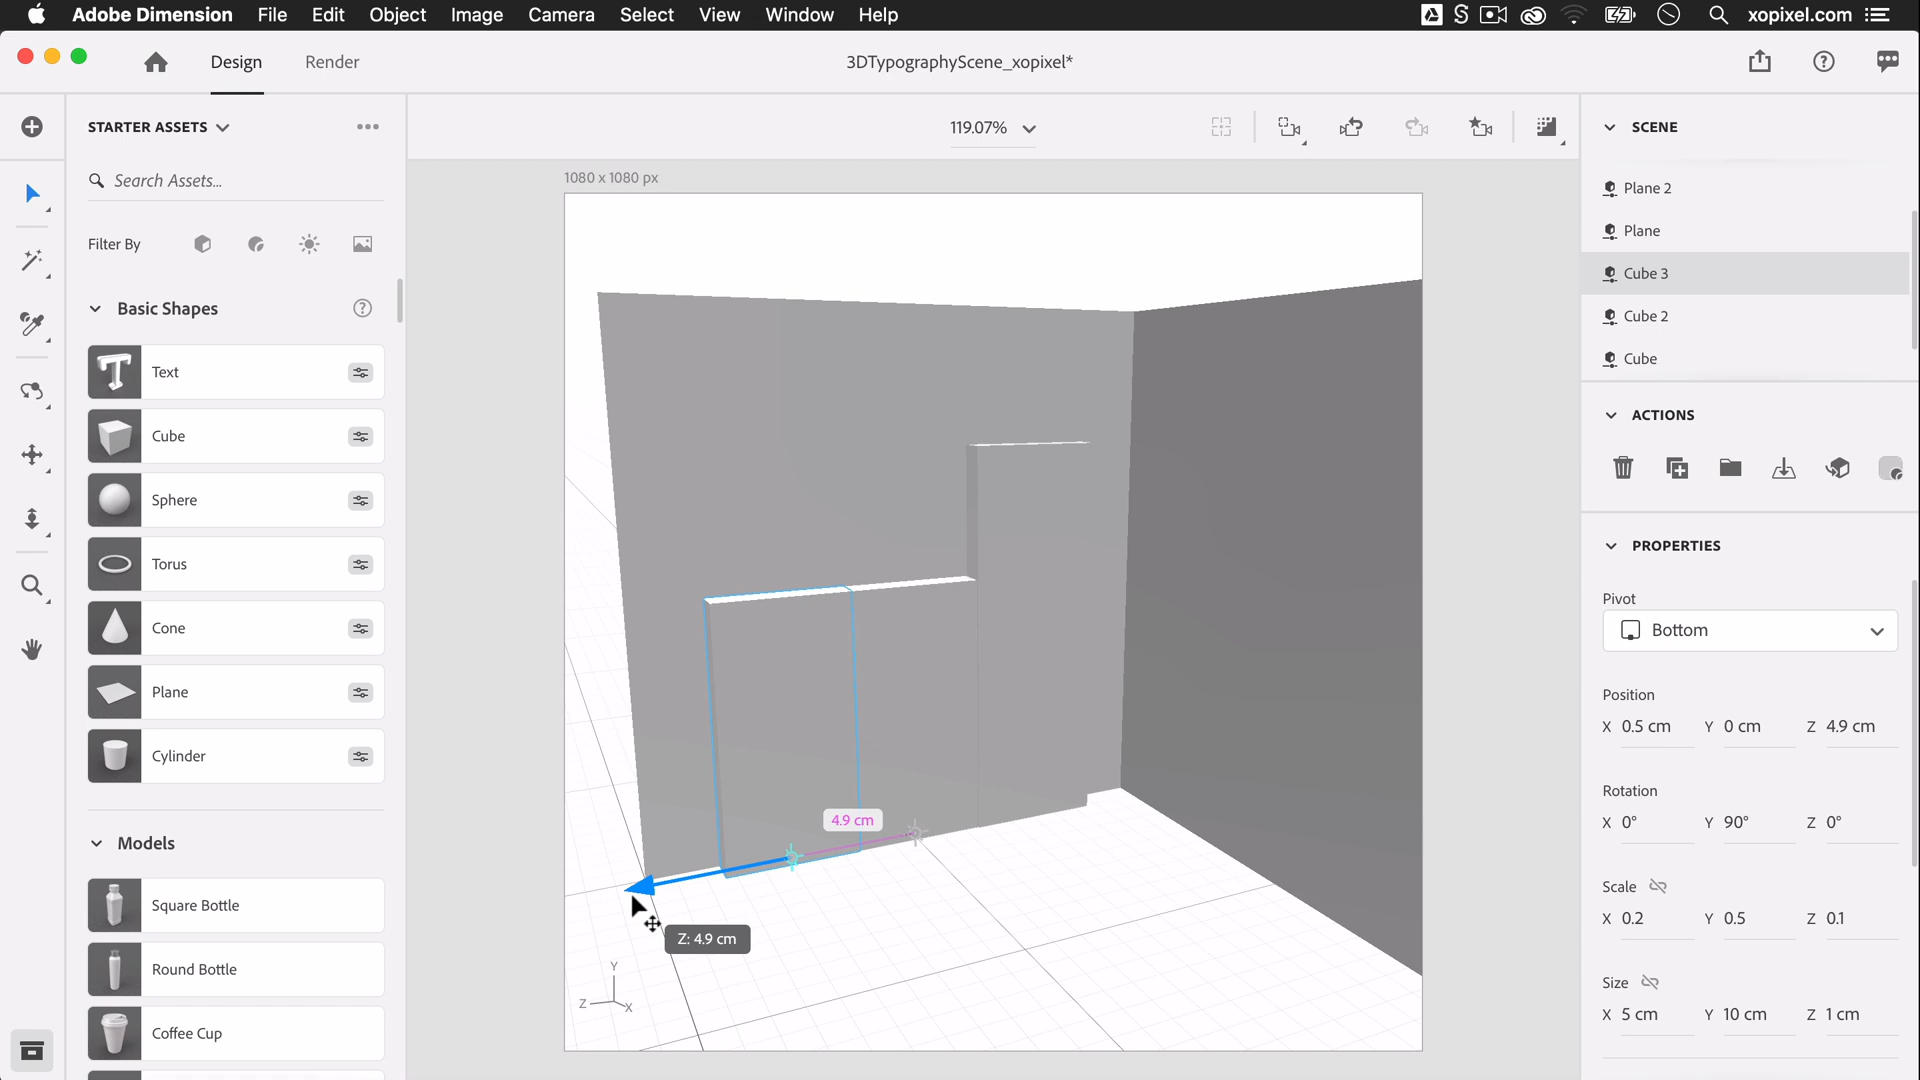 Adobe Dimension File Edit Object Image Camera Select View Window Help xopixel.com
Design Render 3DTypographyScene_xopixel*
STARTER ASSETS
Search Assets...
Filter By
Basic Shapes
Text
Cube
Sphere
Torus
Cone
Plane
Cylinder
Models
Square Bottle
Round Bottle
Coffee Cup
119.07%
1080 x 1080 px
4.9 cm
Z: 4.9 cm
Y
Z
X
SCENE
Plane 2
Plane
Cube 3
Cube 2
Cube
ACTIONS
PROPERTIES
Pivot
Bottom
Position
X 0.5 cm Y 0 cm Z 4.9 cm
Rotation
X 0° Y 90° Z 0°
Scale
X 0.2 Y 0.5 Z 0.1
Size
X 5 cm Y 10 cm Z 1 cm